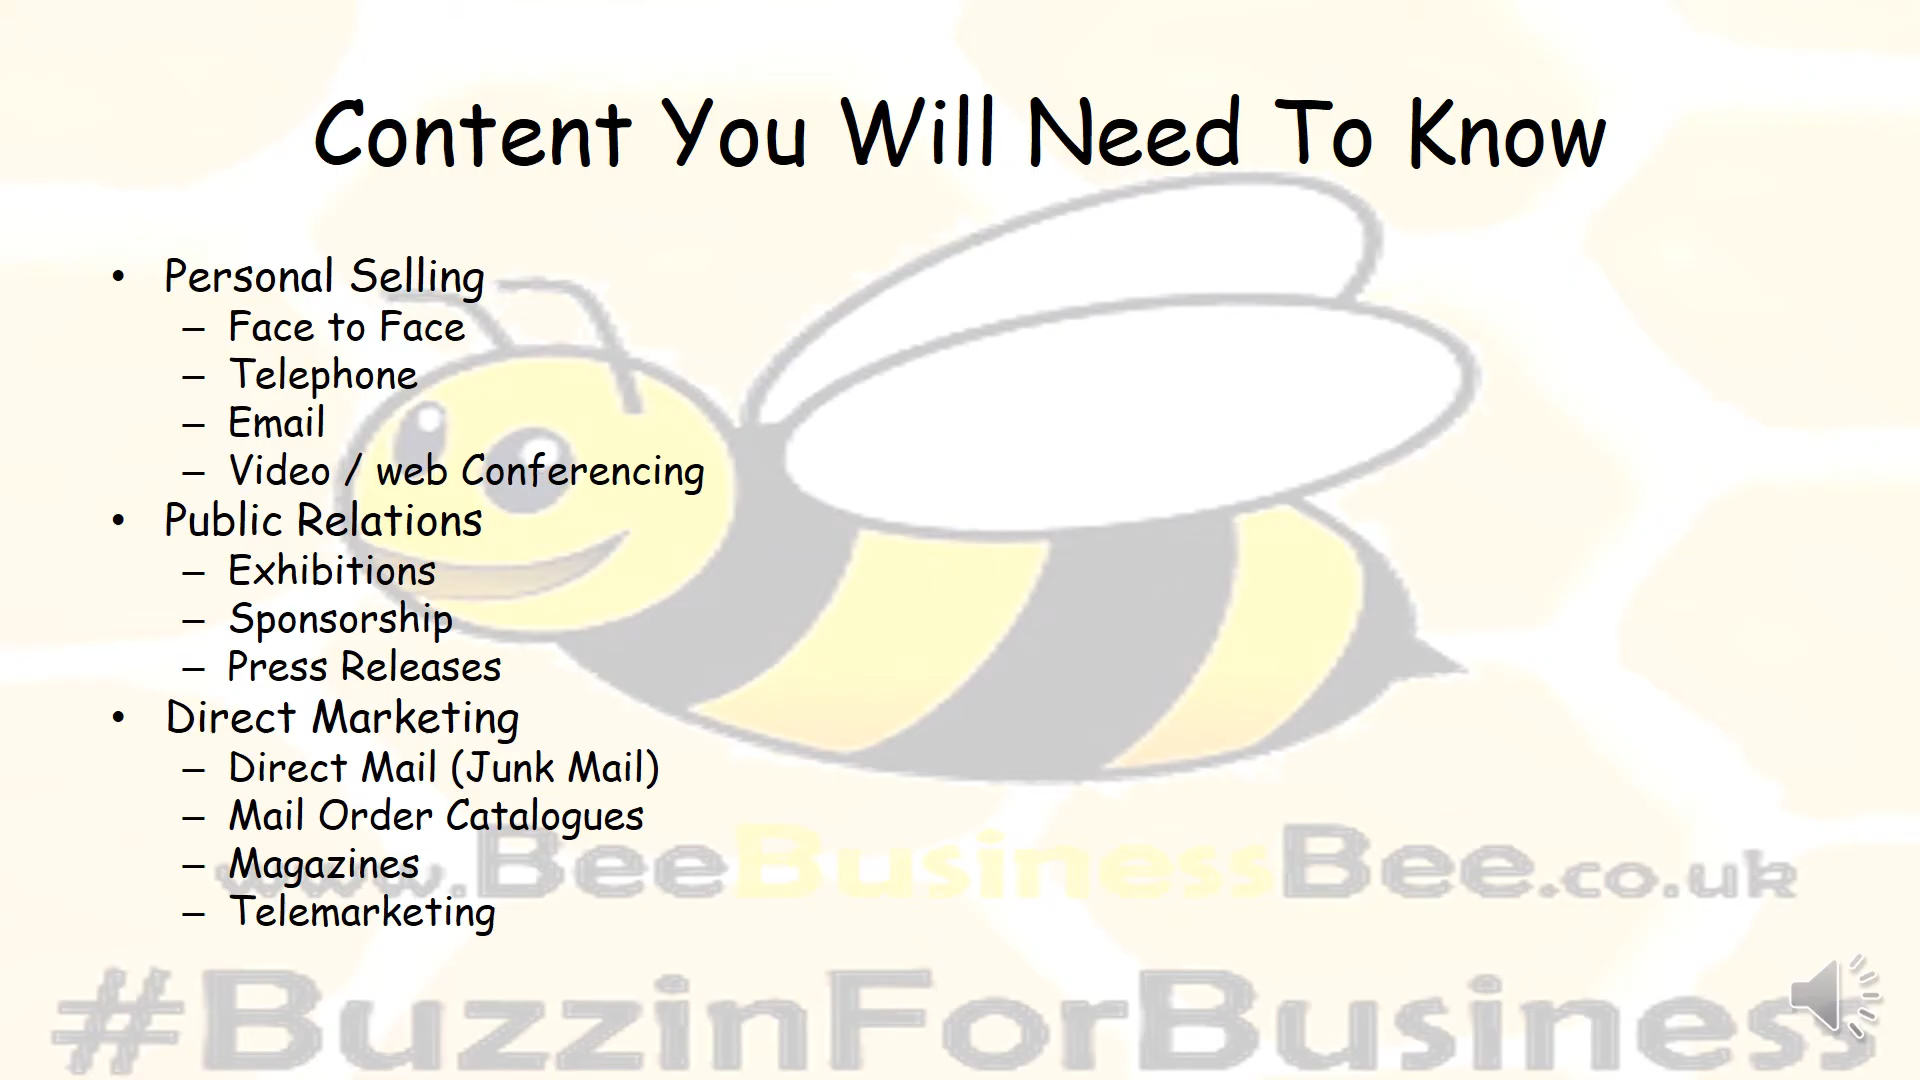 Content You Will Need To Know
• Personal Selling
– Face to Face
– Telephone
– Email
– Video / web Conferencing
• Public Relations
– Exhibitions
– Sponsorship
– Press Releases
• Direct Marketing
– Direct Mail (Junk Mail)
– Mail Order Catalogues
– Magazines
– Telemarketing
www.BeeBusinessBee.co.uk
#BuzzinForBusiness